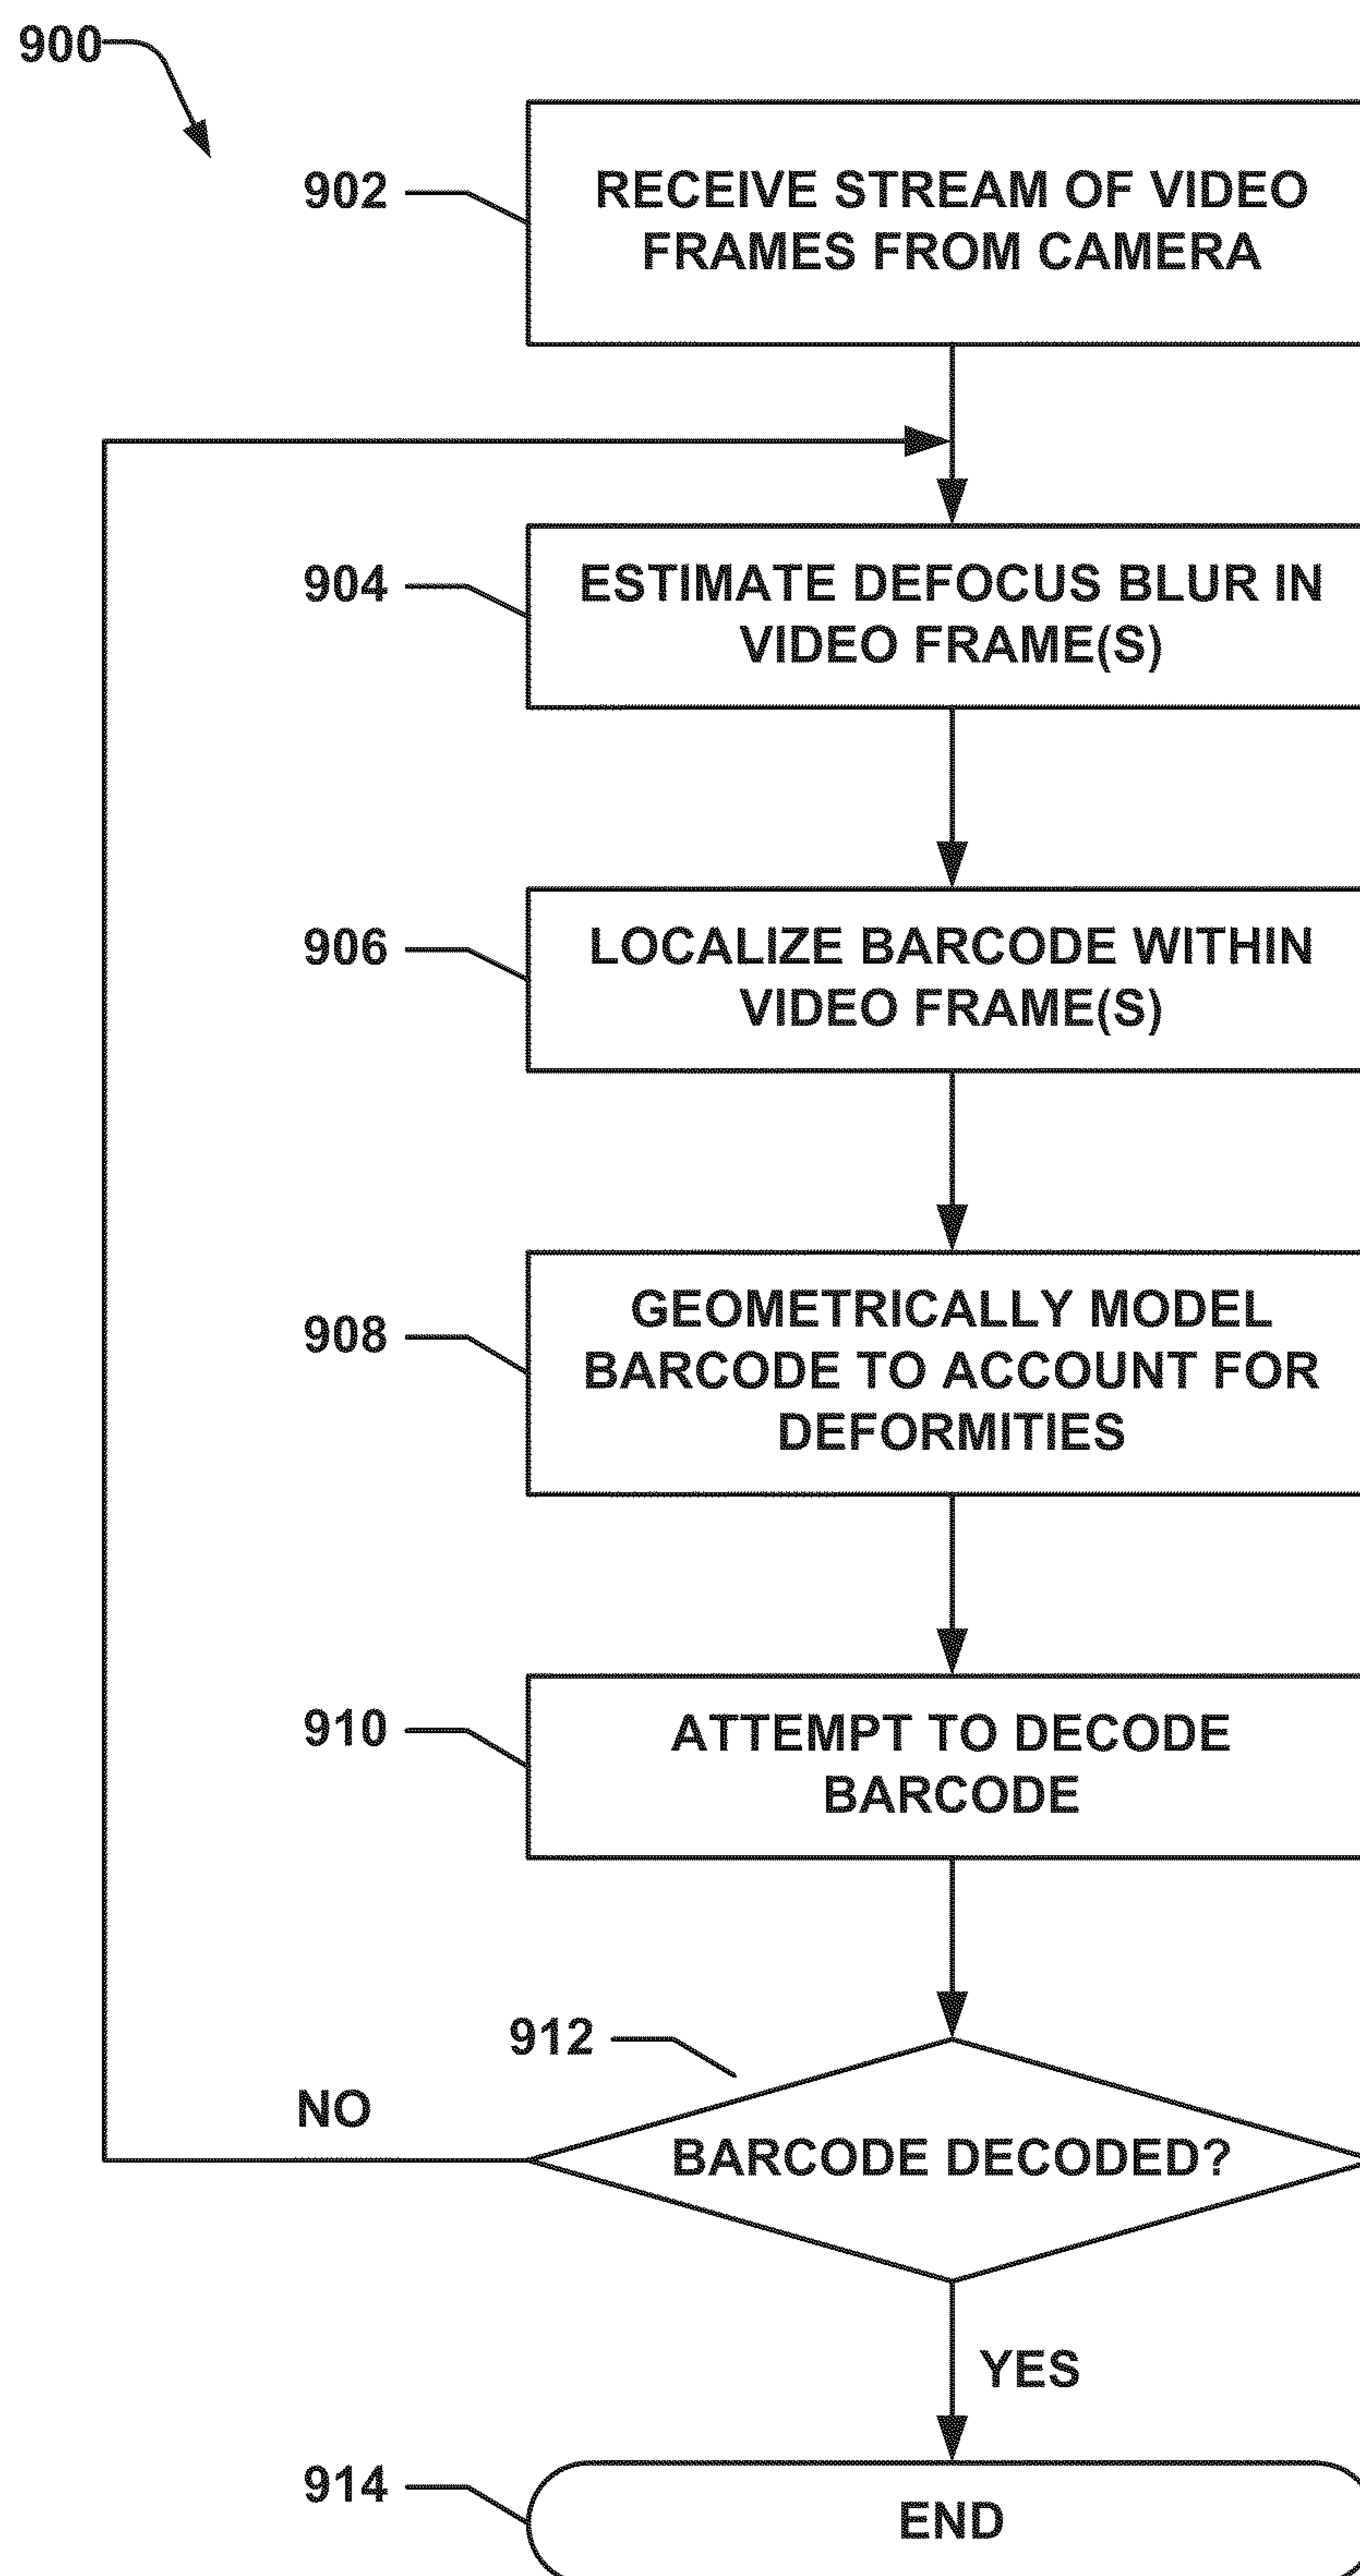 900
902
RECEIVE STREAM OF VIDEO
FRAMES FROM CAMERA
904
ESTIMATE DEFOCUS BLUR IN
VIDEO FRAME(S)
906
LOCALIZE BARCODE WITHIN
VIDEO FRAME(S)
908
GEOMETRICALLY MODEL
BARCODE TO ACCOUNT FOR
DEFORMITIES
910
ATTEMPT TO DECODE
BARCODE
912
NO
BARCODE DECODED?
YES
914
END